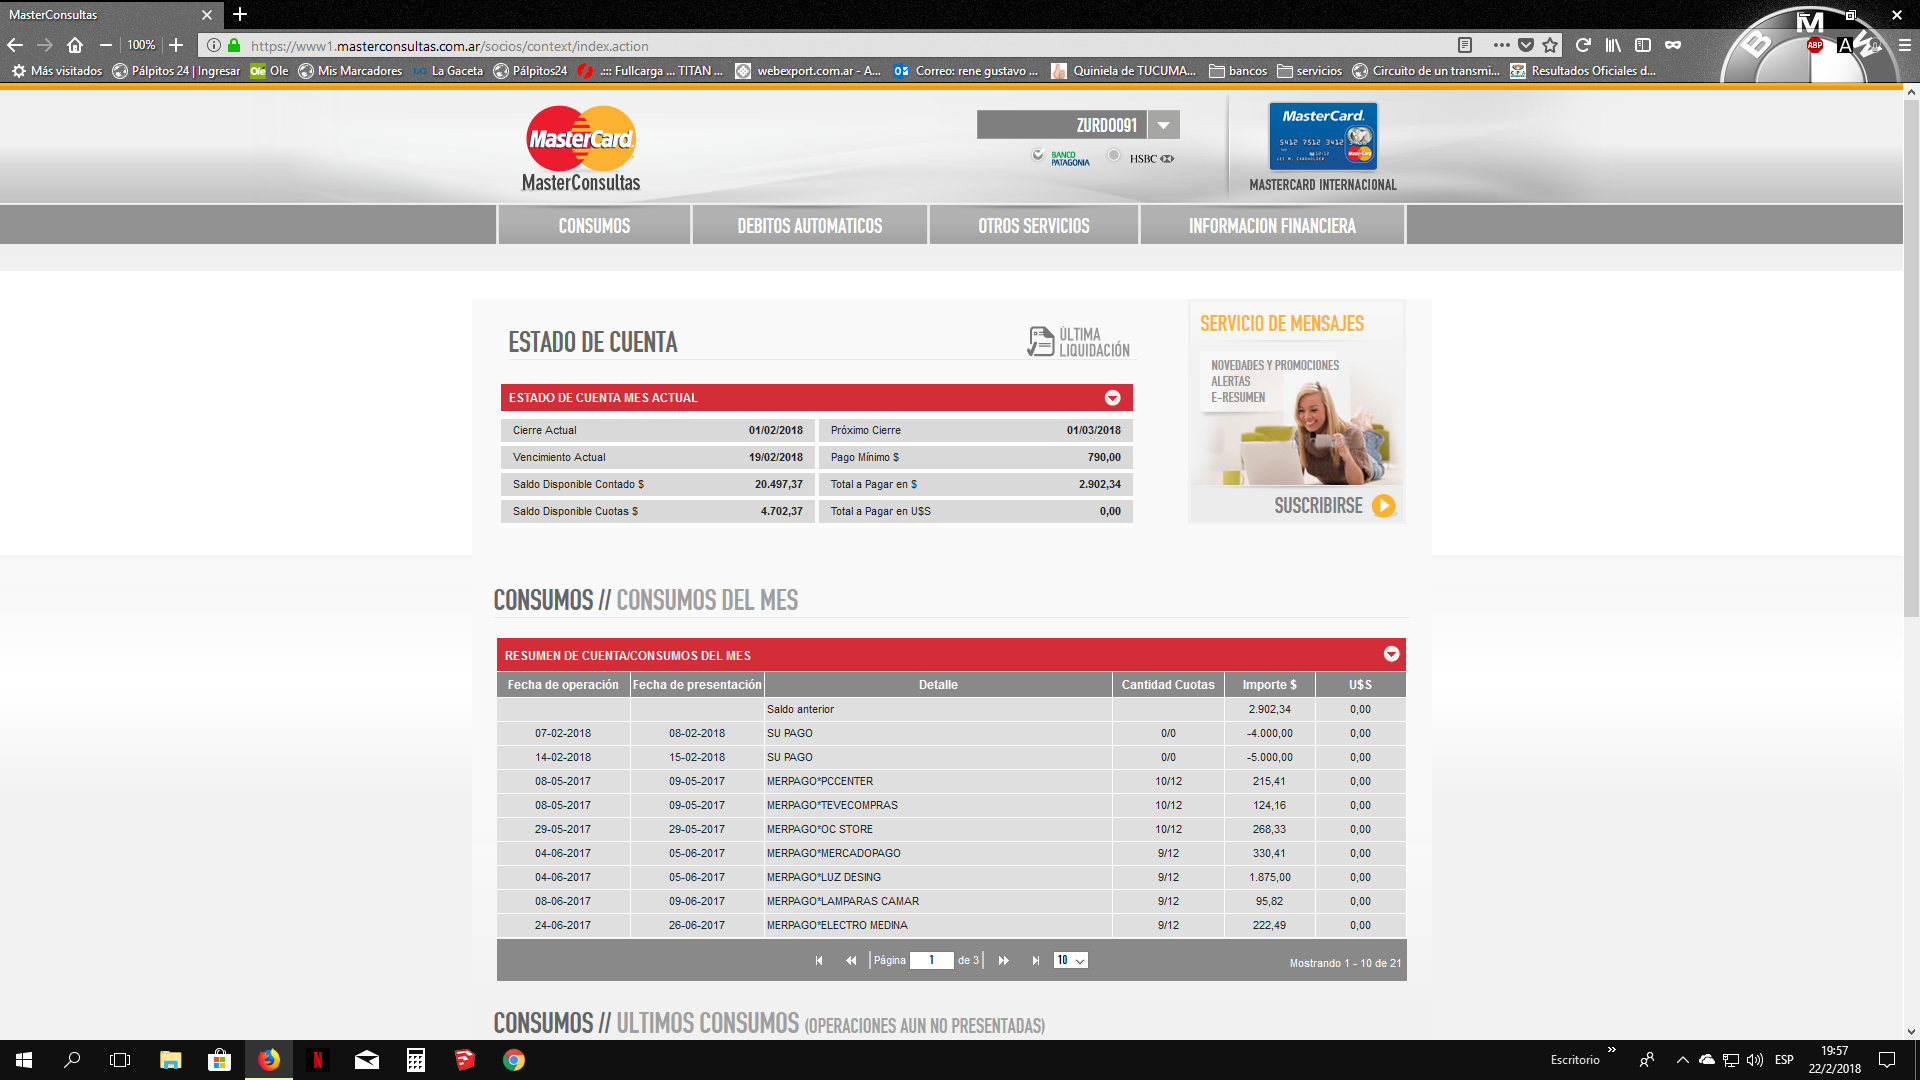 MasterConsultas
100%
https://www1.masterconsultas.com.ar/socios/context/index.action
Más visitados Pálpitos 24 | Ingresar Ole Mis Marcadores La Gaceta Pálpitos24 .::: Fullcarga ... TITAN ... webexport.com.ar - A... Correo: rene gustavo ... Quiniela de TUCUMA... bancos servicios Circuito de un transmi... Resultados Oficiales d...
B M
ABP A
MasterCard.
MasterConsultas
ZURDO091
BANCO PATAGONIA HSBC
MasterCard.
5412 7512 3412
MASTERCARD INTERNACIONAL
CONSUMOS DEBITOS AUTOMATICOS OTROS SERVICIOS INFORMACION FINANCIERA
ESTADO DE CUENTA
ÚLTIMA
LIQUIDACIÓN
ESTADO DE CUENTA MES ACTUAL
Cierre Actual 01/02/2018 Próximo Cierre 01/03/2018
Vencimiento Actual 19/02/2018 Pago Mínimo $ 790,00
Saldo Disponible Contado $ 20.497,37 Total a Pagar en $ 2.902,34
Saldo Disponible Cuotas $ 4.702,37 Total a Pagar en U$S 0,00
SERVICIO DE MENSAJES
NOVEDADES Y PROMOCIONES
ALERTAS
E-RESUMEN
SUSCRIBIRSE
CONSUMOS // CONSUMOS DEL MES
RESUMEN DE CUENTA/CONSUMOS DEL MES
Fecha de operación Fecha de presentación Detalle Cantidad Cuotas Importe $ U$S
Saldo anterior 2.902,34 0,00
07-02-2018 08-02-2018 SU PAGO 0/0 -4.000,00 0,00
14-02-2018 15-02-2018 SU PAGO 0/0 -5.000,00 0,00
08-05-2017 09-05-2017 MERPAGO*PCCENTER 10/12 215,41 0,00
08-05-2017 09-05-2017 MERPAGO*TEVECOMPRAS 10/12 124,16 0,00
29-05-2017 29-05-2017 MERPAGO*OC STORE 10/12 268,33 0,00
04-06-2017 05-06-2017 MERPAGO*MERCADOPAGO 9/12 330,41 0,00
04-06-2017 05-06-2017 MERPAGO*LUZ DESING 9/12 1.875,00 0,00
08-06-2017 09-06-2017 MERPAGO*LAMPARAS CAMAR 9/12 95,82 0,00
24-06-2017 26-06-2017 MERPAGO*ELECTRO MEDINA 9/12 222,49 0,00
Página 1 de 3 10 Mostrando 1 - 10 de 21
CONSUMOS // ULTIMOS CONSUMOS (OPERACIONES AUN NO PRESENTADAS)
Escritorio ESP 19:57
22/2/2018